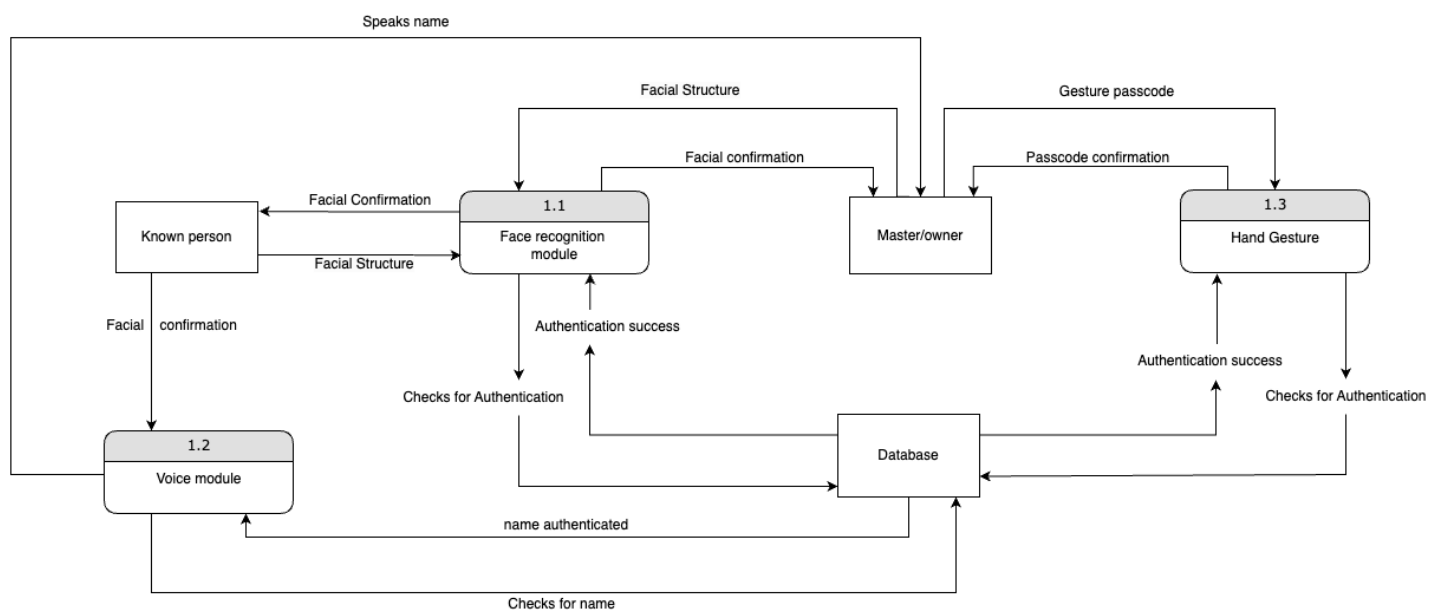 Speaks name
Facial Structure
Gesture passcode
Facial confirmation
Passcode confirmation
Facial Confirmation
1.1
1.3
Known person
Face recognition
module
Master/owner
Hand Gesture
Facial Structure
Facial confirmation
Authentication success
Authentication success
Checks for Authentication
Checks for Authentication
1.2
Database
Voice module
name authenticated
Checks for name